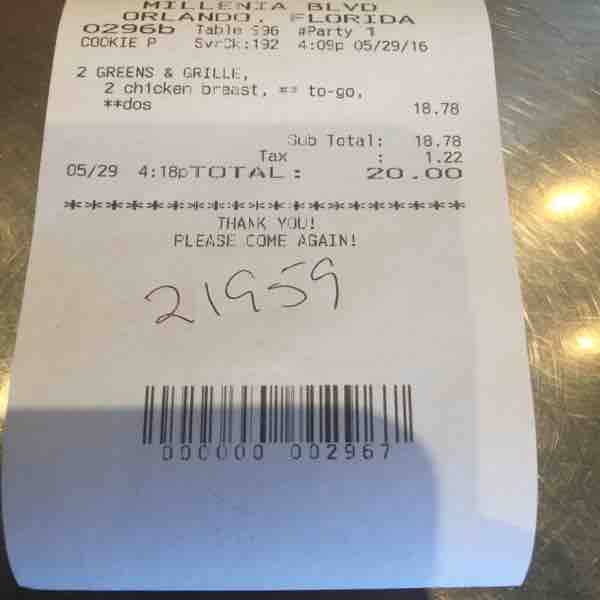 MILLENIA BLVD
ORLANDO, FLORIDA
0296b Table 596 #Party 1
COOKIE P SvrCk:192 4:09p 05/29/16
2 GREENS & GRILLE,
2 chicken breast, ** to-go,
**dos 18.78
Sub Total: 18.78
Tax : 1.22
05/29 4:18pTOTAL: 20.00
********************************
THANK YOU!
PLEASE COME AGAIN!
21959
000000 002967